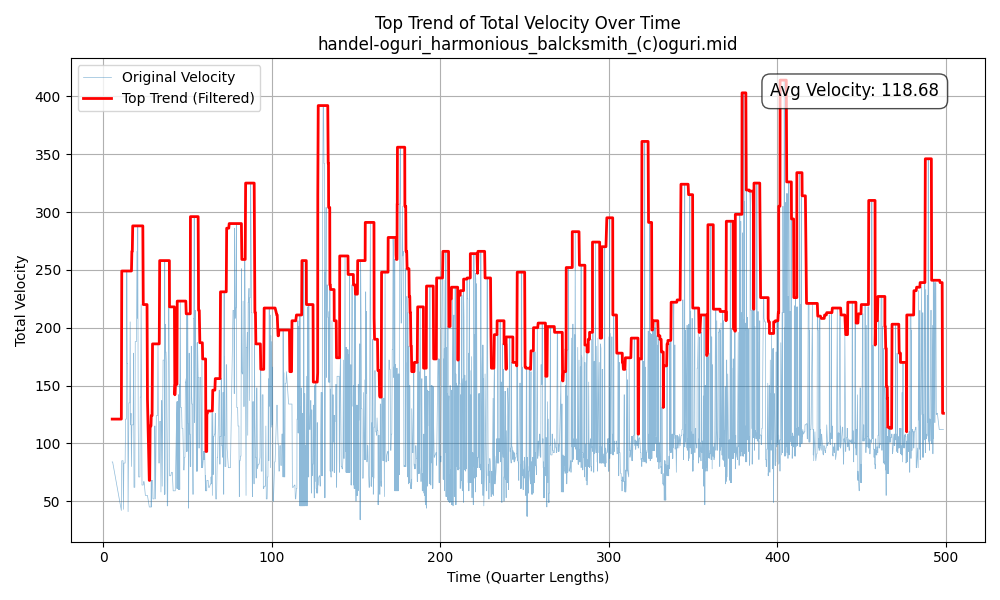 Top Trend of Total Velocity Over Time
handel-oguri_harmonious_balcksmith_(c)oguri.mid
Original Velocity
Top Trend (Filtered)
Avg Velocity: 118.68
Total Velocity
400
350
300
250
200
150
100
50
0 100 200 300 400 500
Time (Quarter Lengths)